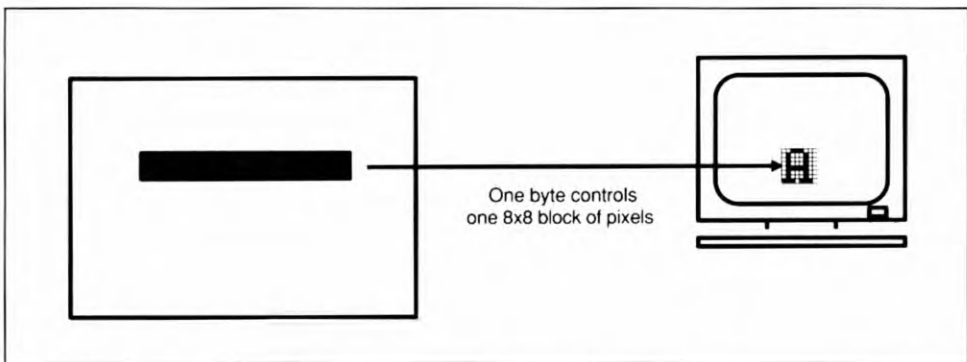 One byte controls
one 8x8 block of pixels
A